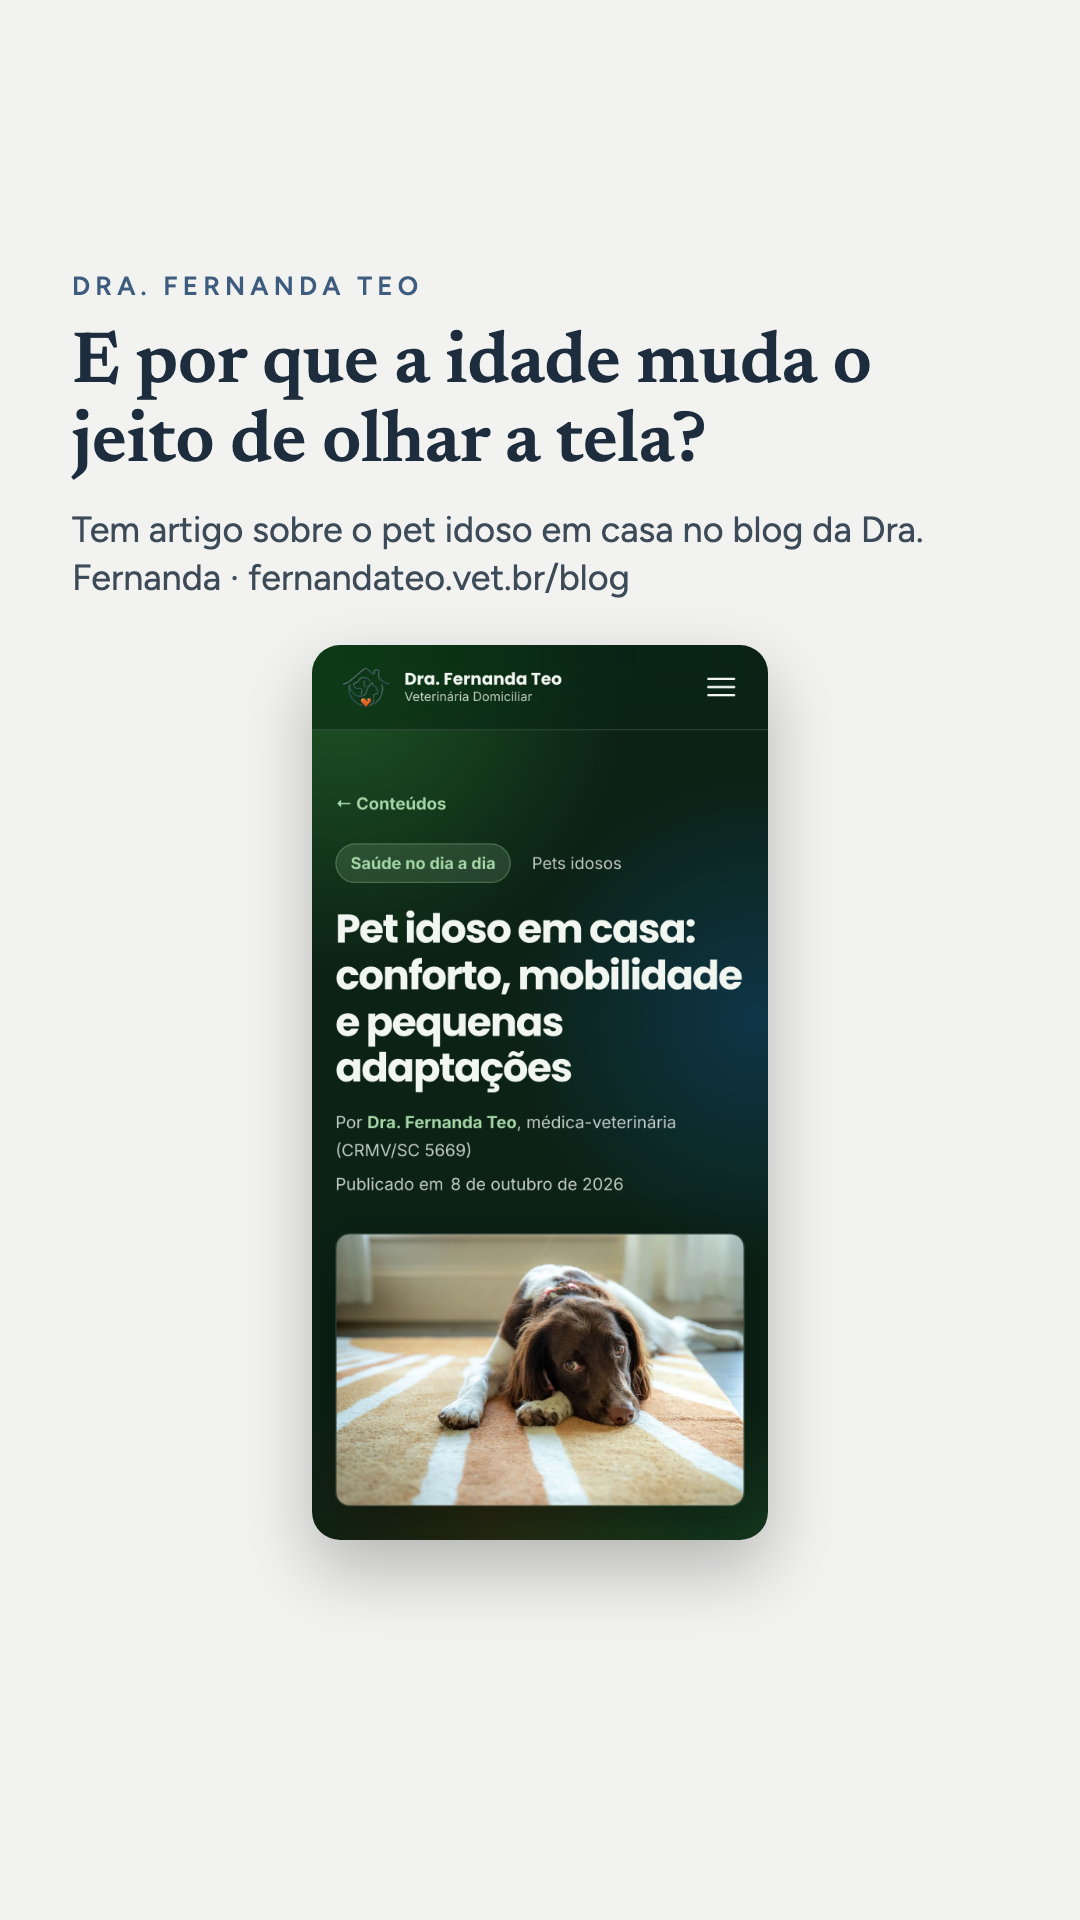 DRA. FERNANDA TEO
E por que a idade muda o
jeito de olhar a tela?
Tem artigo sobre o pet idoso em casa no blog da Dra.
Fernanda · fernandateo.vet.br/blog
Dra. Fernanda Teo
Veterinária Domiciliar
← Conteúdos
Saúde no dia a dia Pets idosos
Pet idoso em casa:
conforto, mobilidade
e pequenas
adaptações
Por Dra. Fernanda Teo, médica-veterinária
(CRMV/SC 5669)
Publicado em 8 de outubro de 2026